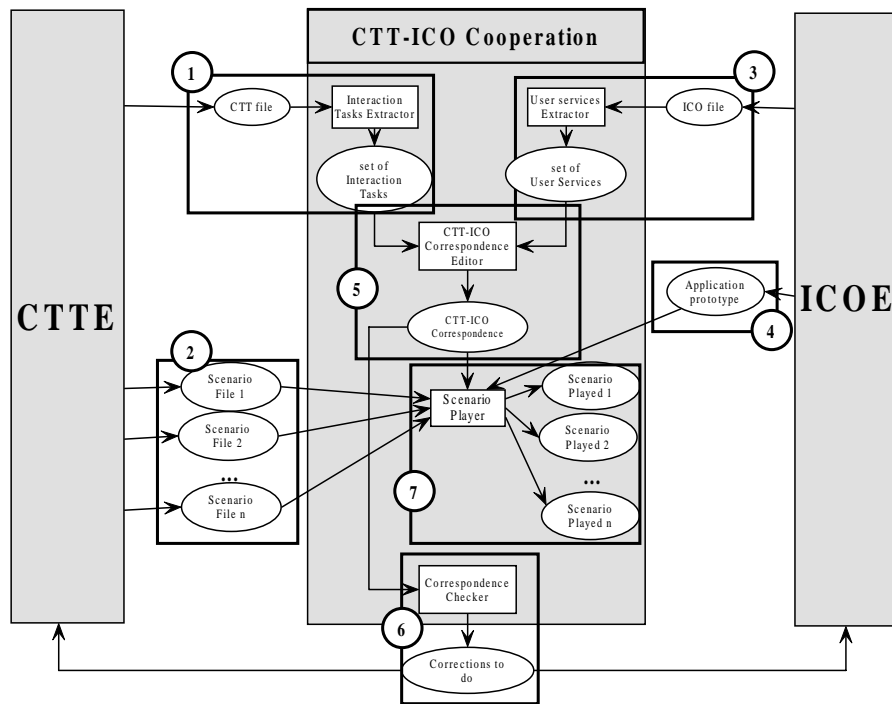 CTT-ICO Cooperation
1
3
CTT file
Interaction
Tasks Extractor
User services
Extractor
ICO file
set of
Interaction
Tasks
set of
User Services
CTT-ICO
Correspondence
Editor
5
CTT-ICO
Correspondence
Application
prototype
4
CTTE
ICOE
2
Scenario
File 1
Scenario
File 2
...
Scenario
File n
Scenario
Player
Scenario
Played 1
Scenario
Played 2
...
Scenario
Played n
7
Correspondence
Checker
6
Corrections to
do